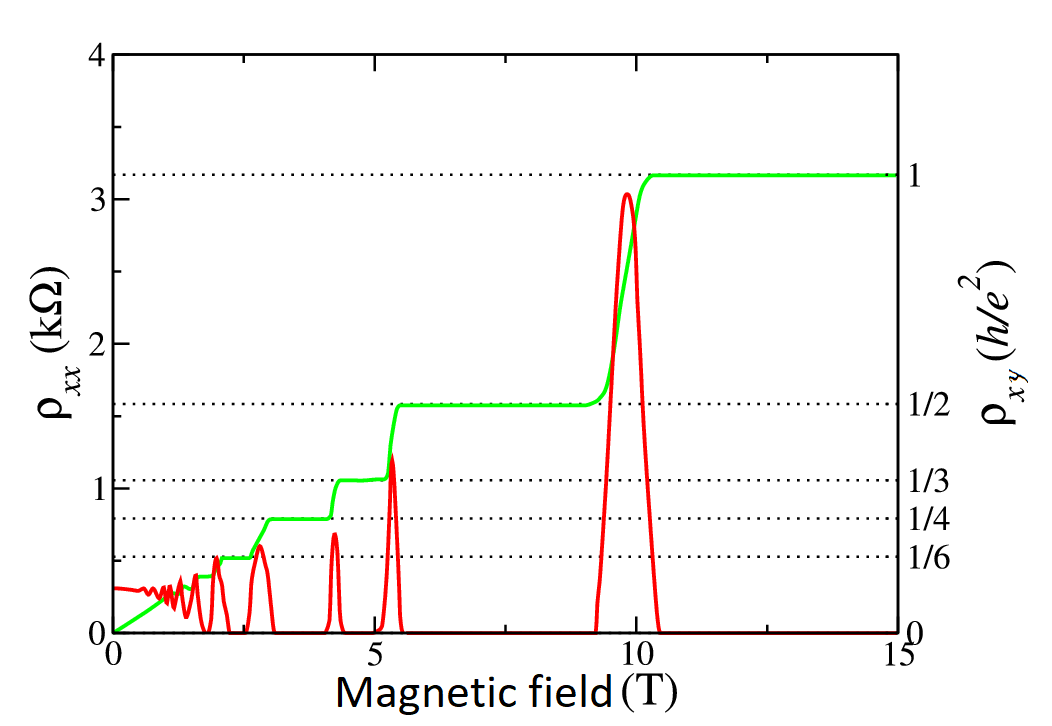 4
3
2
1
0
ρxx (kΩ)
1
1/2
1/3
1/4
1/6
0
ρxy (h/e²)
0 5 10 15
Magnetic field (T)